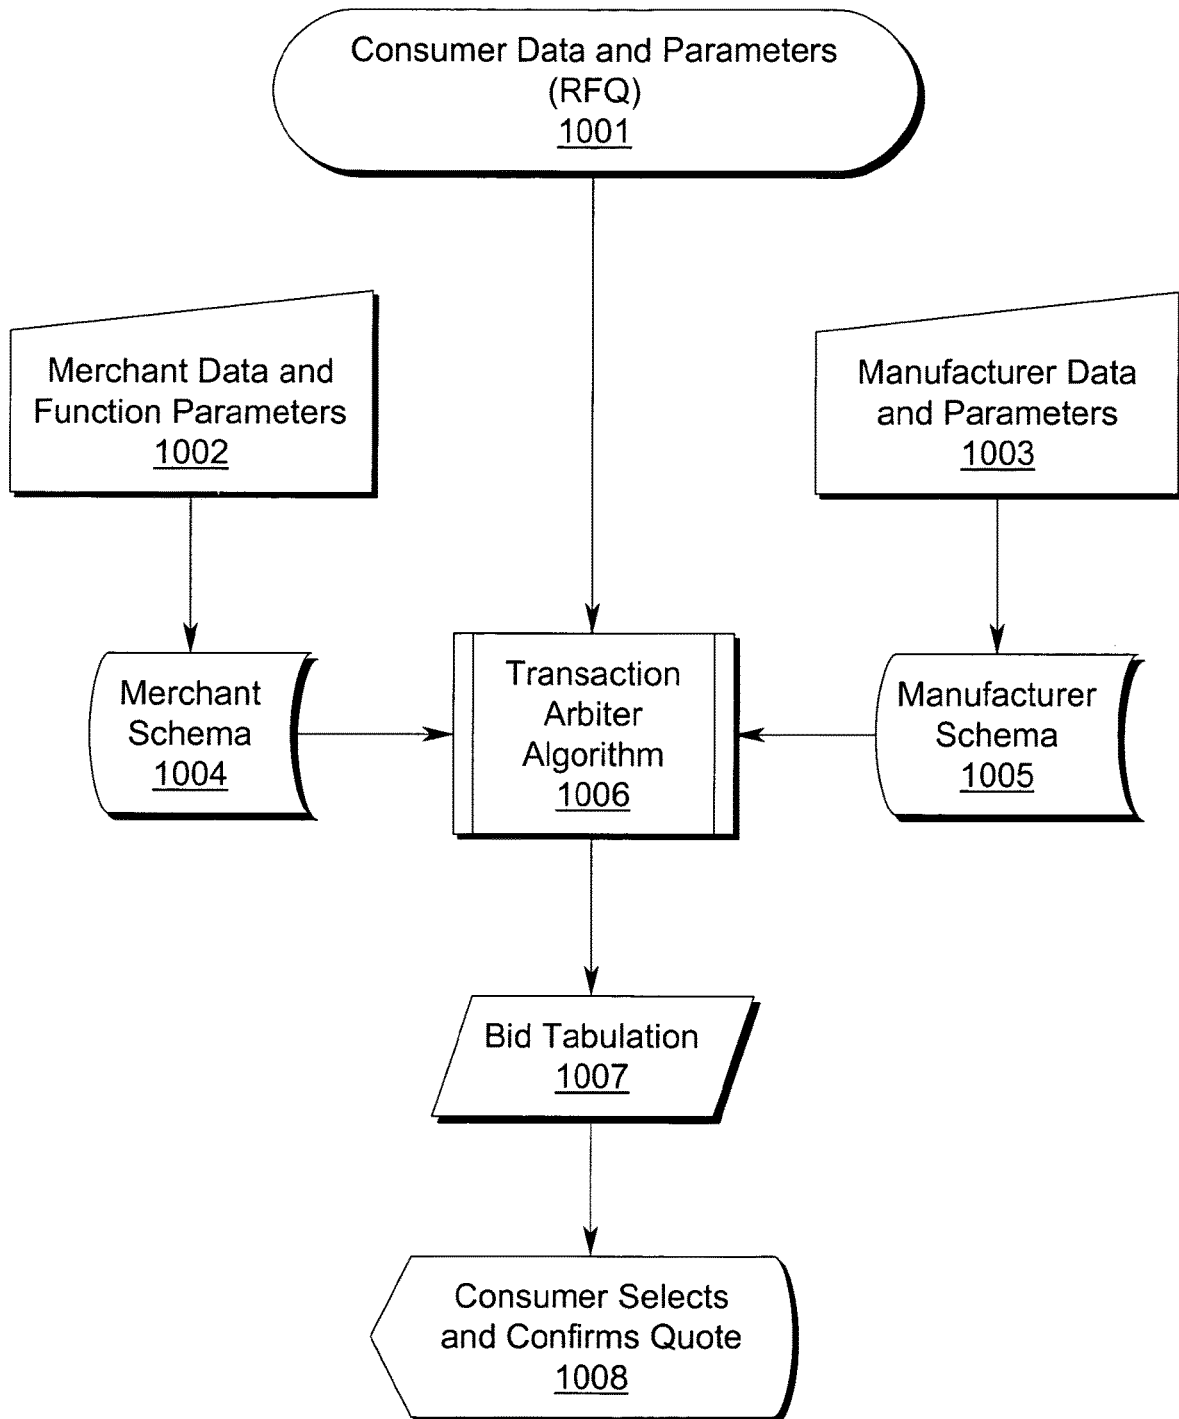 Consumer Data and Parameters
(RFQ)
1001
Merchant Data and
Function Parameters
1002
Manufacturer Data
and Parameters
1003
Merchant
Schema
1004
Transaction
Arbiter
Algorithm
1006
Manufacturer
Schema
1005
Bid Tabulation
1007
Consumer Selects
and Confirms Quote
1008